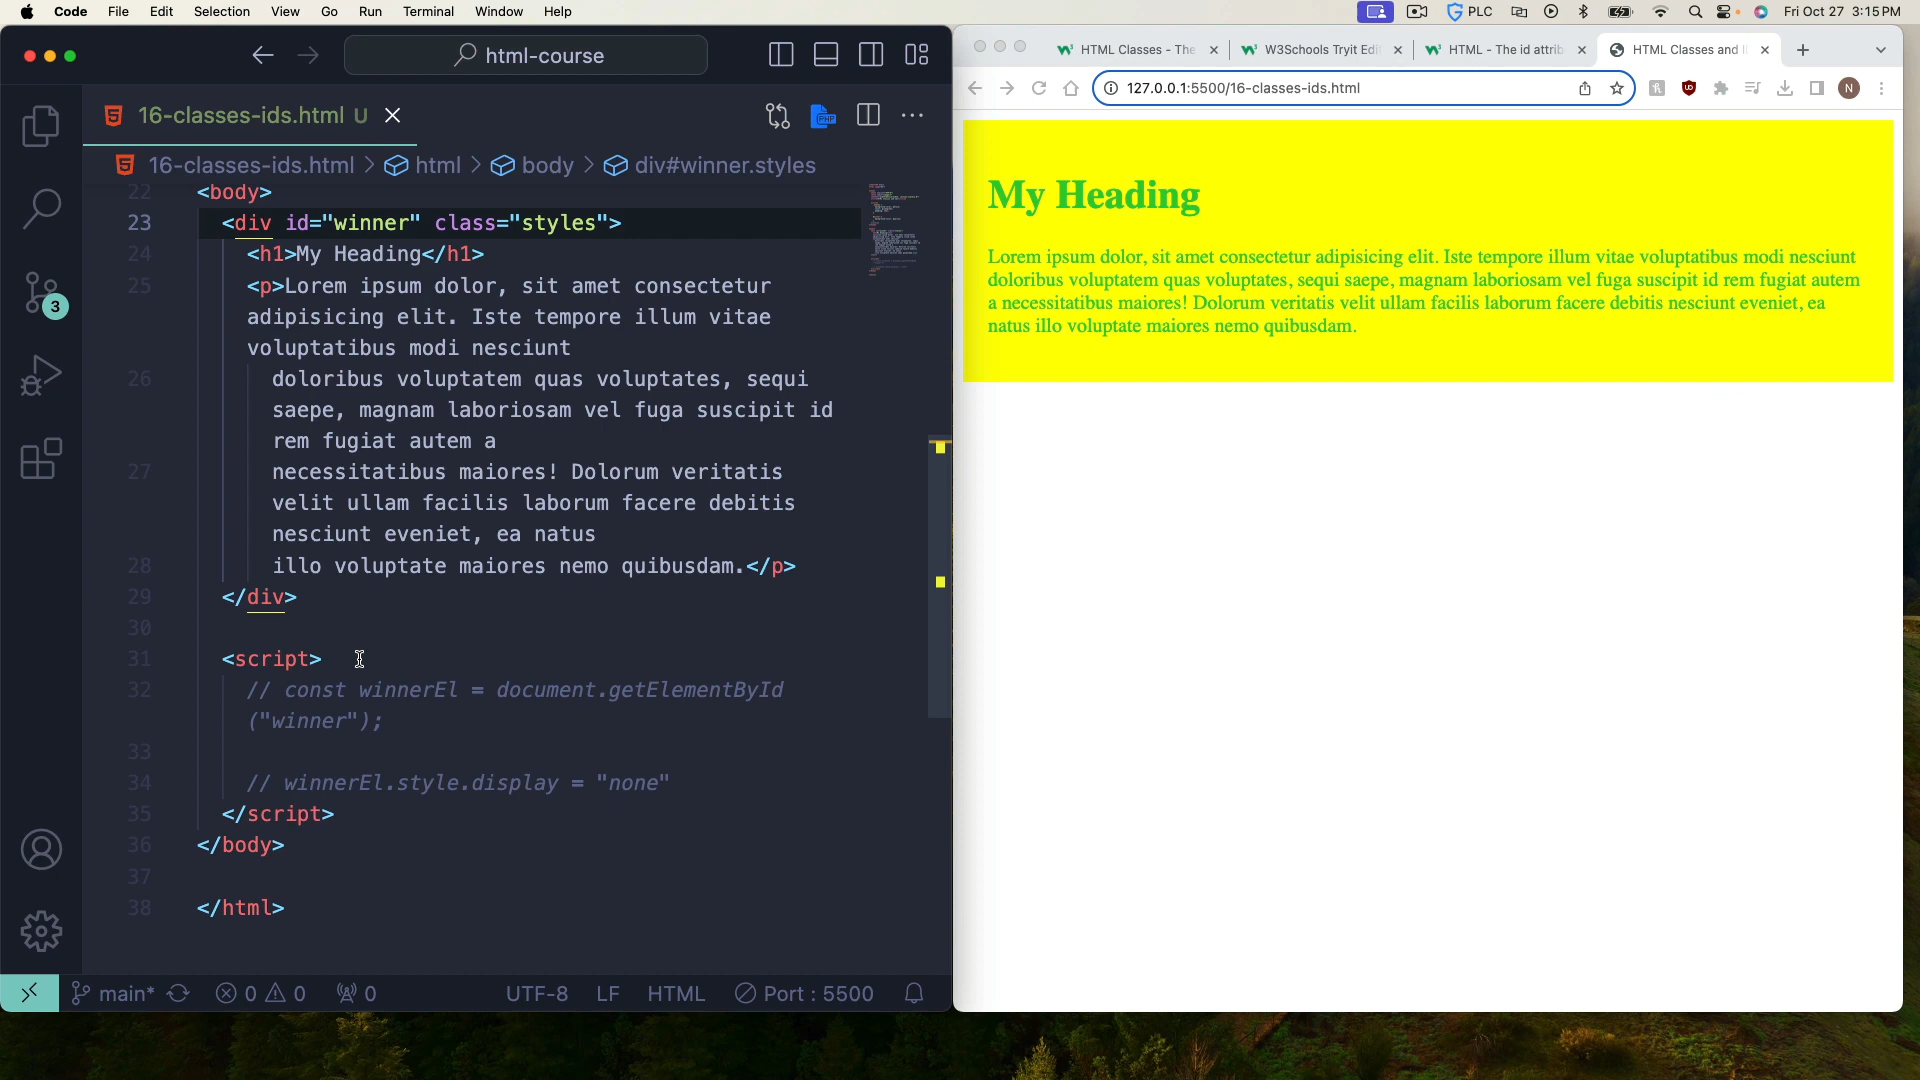 Code File Edit Selection View Go Run Terminal Window Help PLC Fri Oct 27 3:15 PM
html-course
16-classes-ids.html U
16-classes-ids.html > html > body > div#winner.styles
22 <body>
23 <div id="winner" class="styles">
24 <h1>My Heading</h1>
25 <p>Lorem ipsum dolor, sit amet consectetur
adipisicing elit. Iste tempore illum vitae
voluptatibus modi nesciunt
26 doloribus voluptatem quas voluptates, sequi
saepe, magnam laboriosam vel fuga suscipit id
rem fugiat autem a
27 necessitatibus maiores! Dolorum veritatis
velit ullam facilis laborum facere debitis
nesciunt eveniet, ea natus
28 illo voluptate maiores nemo quibusdam.</p>
29 </div>
30
31 <script>
32 // const winnerEl = document.getElementById
("winner");
33
34 // winnerEl.style.display = "none"
35 </script>
36 </body>
37
38 </html>
3
main* 0 0 0 UTF-8 LF HTML Port : 5500
HTML Classes - The W3Schools Tryit Edit HTML - The id attrib HTML Classes and I
127.0.0.1:5500/16-classes-ids.html N
My Heading
Lorem ipsum dolor, sit amet consectetur adipisicing elit. Iste tempore illum vitae voluptatibus modi nesciunt
doloribus voluptatem quas voluptates, sequi saepe, magnam laboriosam vel fuga suscipit id rem fugiat autem
a necessitatibus maiores! Dolorum veritatis velit ullam facilis laborum facere debitis nesciunt eveniet, ea
natus illo voluptate maiores nemo quibusdam.